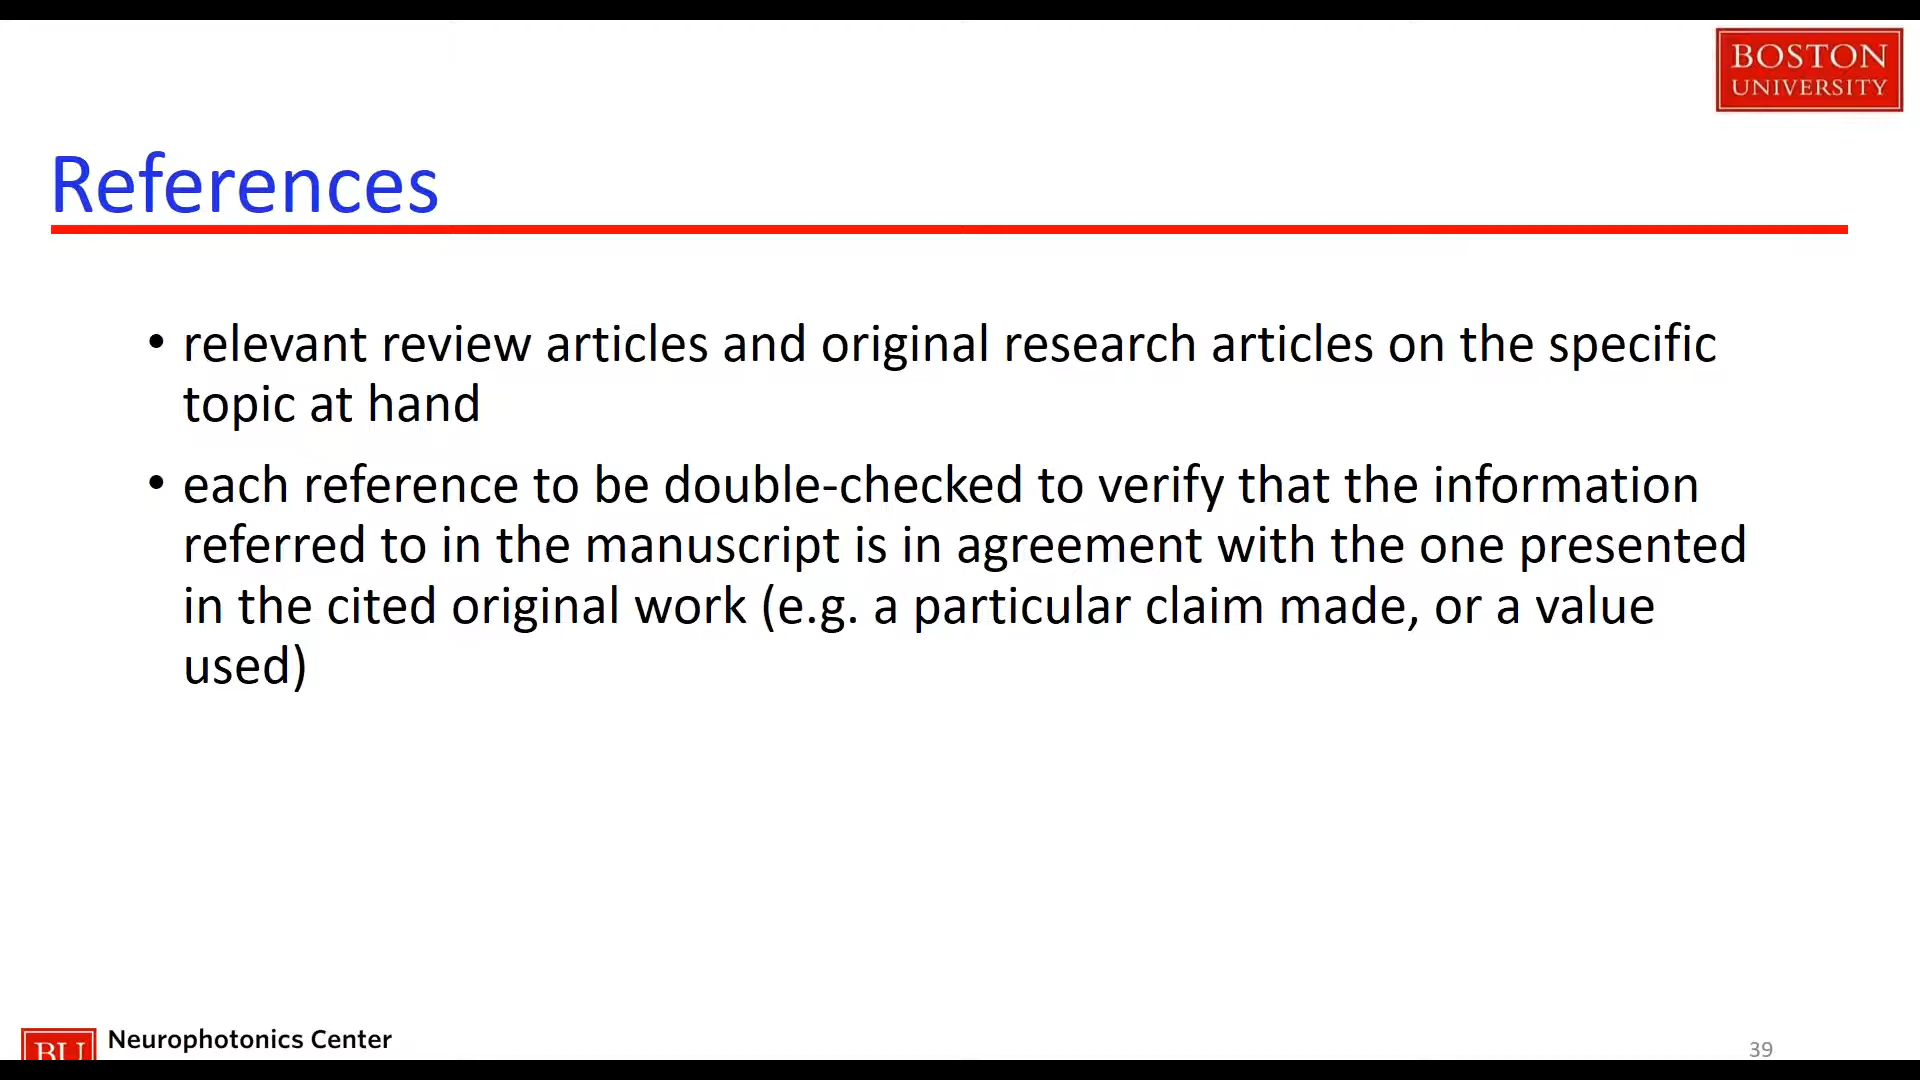 BOSTON
UNIVERSITY
References
• relevant review articles and original research articles on the specific
topic at hand
• each reference to be double-checked to verify that the information
referred to in the manuscript is in agreement with the one presented
in the cited original work (e.g. a particular claim made, or a value
used)
BU
Neurophotonics Center
39